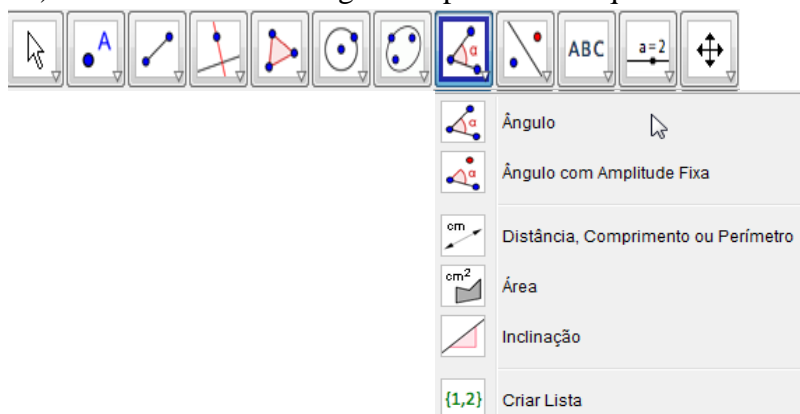 A
α
ABC
a=2
α
Ângulo
α
Ângulo com Amplitude Fixa
cm
Distância, Comprimento ou Perímetro
cm²
Área
Inclinação
{1,2}
Criar Lista